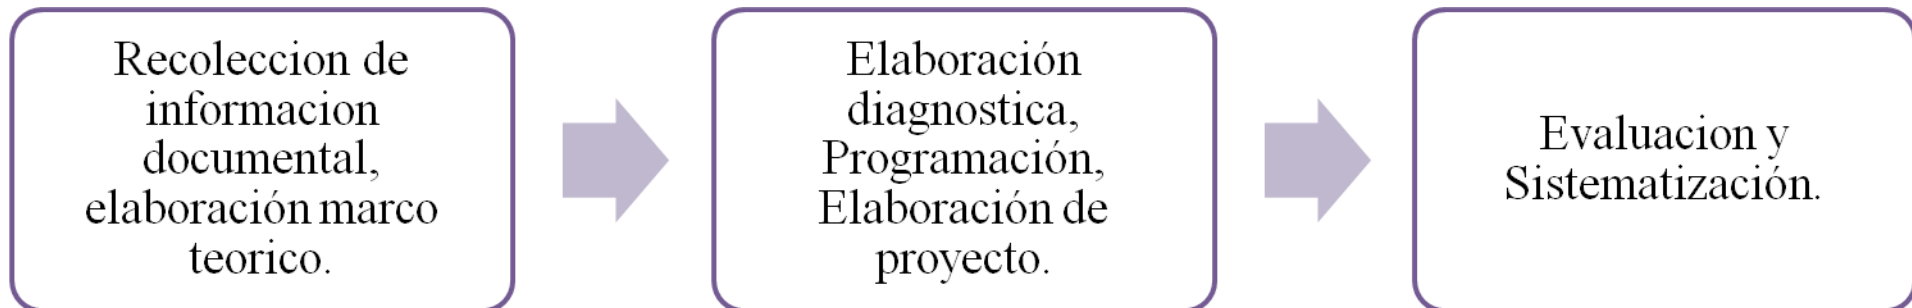 Recoleccion de
informacion
documental,
elaboración marco
teorico.
Elaboración
diagnostica,
Programación,
Elaboración de
proyecto.
Evaluacion y
Sistematización.